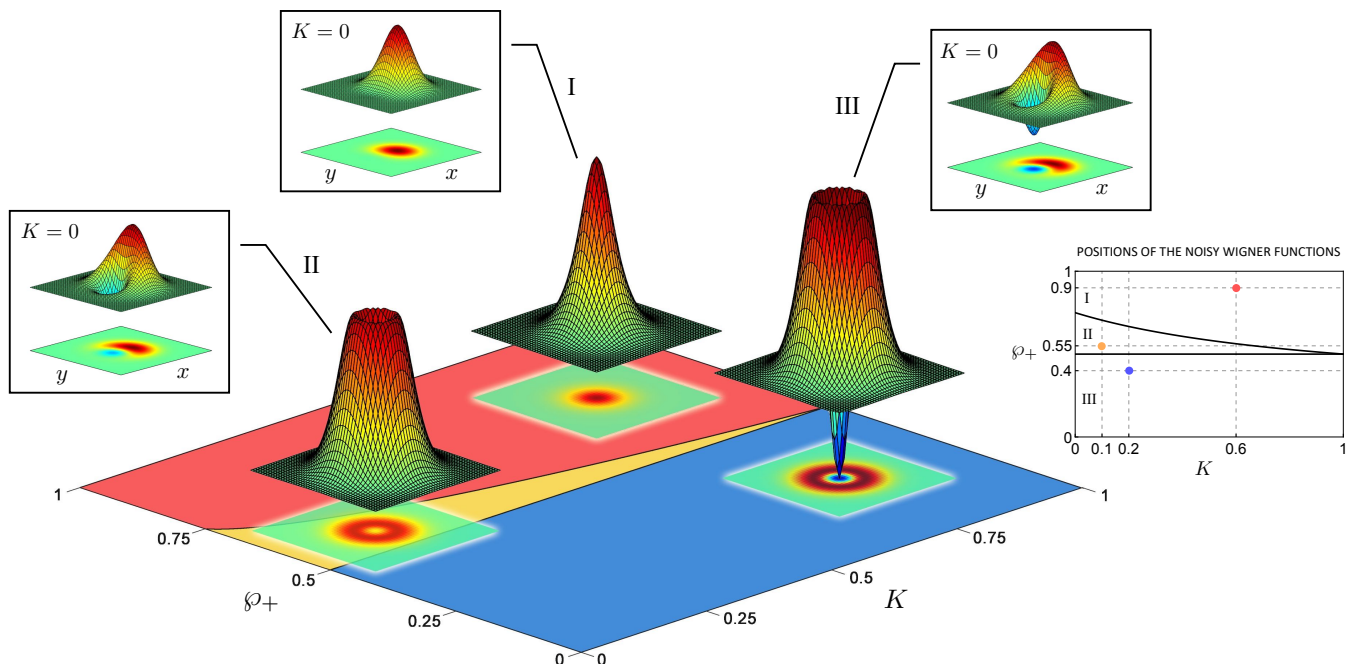 K = 0
y
x
I
K = 0
y
x
II
K = 0
y
x
III
1
0.75
0.5
0.25
0
℘+
0
0.25
0.5
0.75
1
K
POSITIONS OF THE NOISY WIGNER FUNCTIONS
1
0.9
0.55
0.4
0
℘+
I
II
III
0 0.1 0.2 0.6 1
K